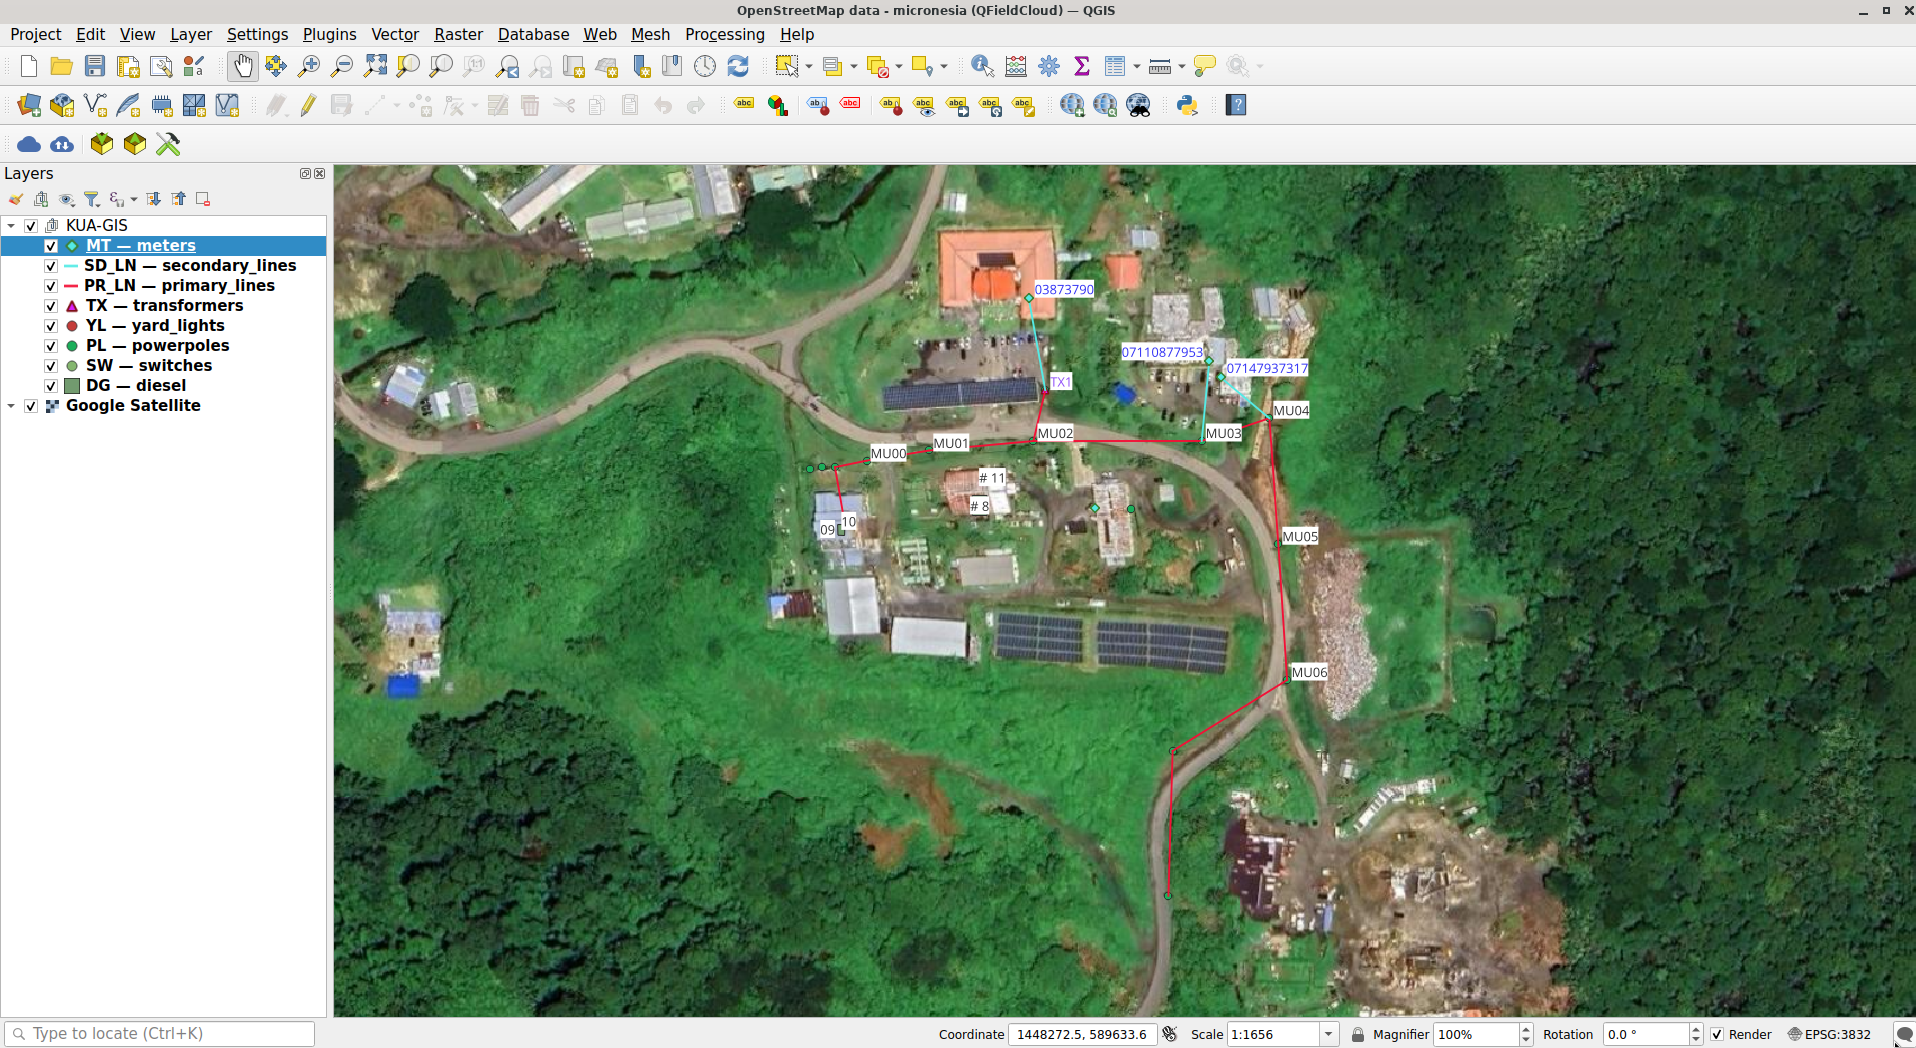 OpenStreetMap data - micronesia (QFieldCloud) — QGIS
Project Edit View Layer Settings Plugins Vector Raster Database Web Mesh Processing Help
Layers
KUA-GIS
MT — meters
SD_LN — secondary_lines
PR_LN — primary_lines
TX — transformers
YL — yard_lights
PL — powerpoles
SW — switches
DG — diesel
Google Satellite
03873790
07110877953
07147937317
TX1
MU04
MU03
MU02
MU01
MU00
# 11
# 8
10
09
MU05
MU06
Type to locate (Ctrl+K)
Coordinate 1448272.5, 589633.6 Scale 1:1656 Magnifier 100% Rotation 0.0 ° Render EPSG:3832